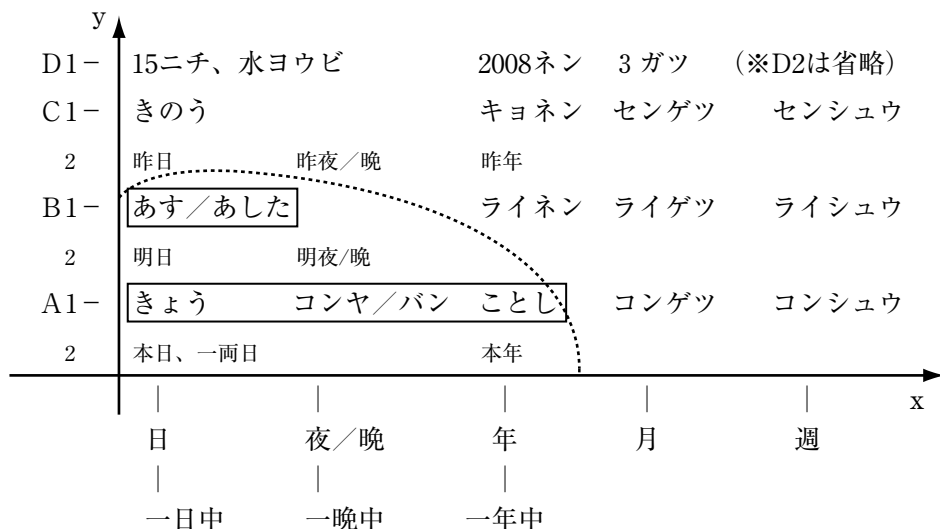 y
D1- 15ニチ、水ヨウビ 2008ネン 3ガツ (※D2は省略)
C1- きのう キョネン センゲツ センシュウ
2 昨日 昨夜／晩 昨年
B1- あす／あした ライネン ライゲツ ライシュウ
2 明日 明夜/晩
A1- きょう コンヤ／バン ことし コンゲツ コンシュウ
2 本日、一両日 本年
x
日 夜／晩 年 月 週
一日中 一晩中 一年中